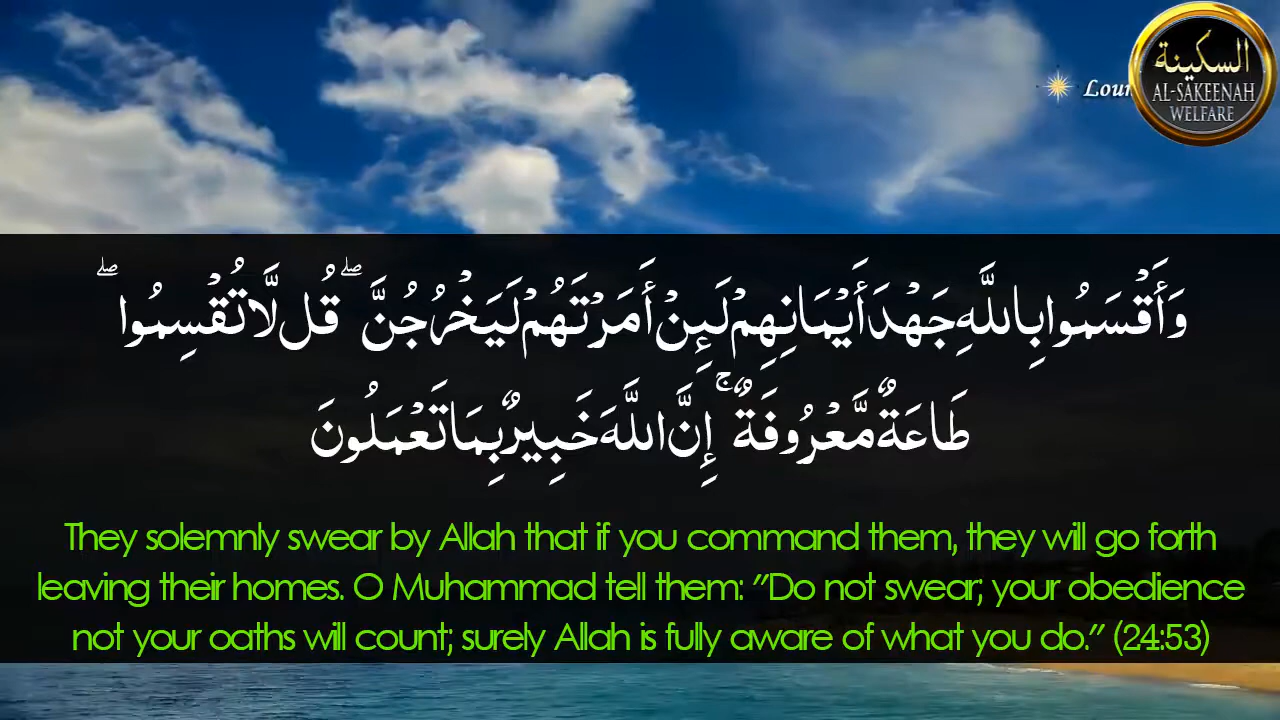 السكينة
AL-SAKEENAH
WELFARE
وَأَقْسَمُوا بِاللَّهِ جَهْدَ أَيْمَانِهِمْ لَئِنْ أَمَرْتَهُمْ لَيَخْرُجُنَّ ۖ قُل لَّا تُقْسِمُوا ۖ
طَاعَةٌ مَّعْرُوفَةٌ ۚ إِنَّ اللَّهَ خَبِيرٌ بِمَا تَعْمَلُونَ
They solemnly swear by Allah that if you command them, they will go forth
leaving their homes. O Muhammad tell them: "Do not swear; your obedience
not your oaths will count; surely Allah is fully aware of what you do." (24:53)